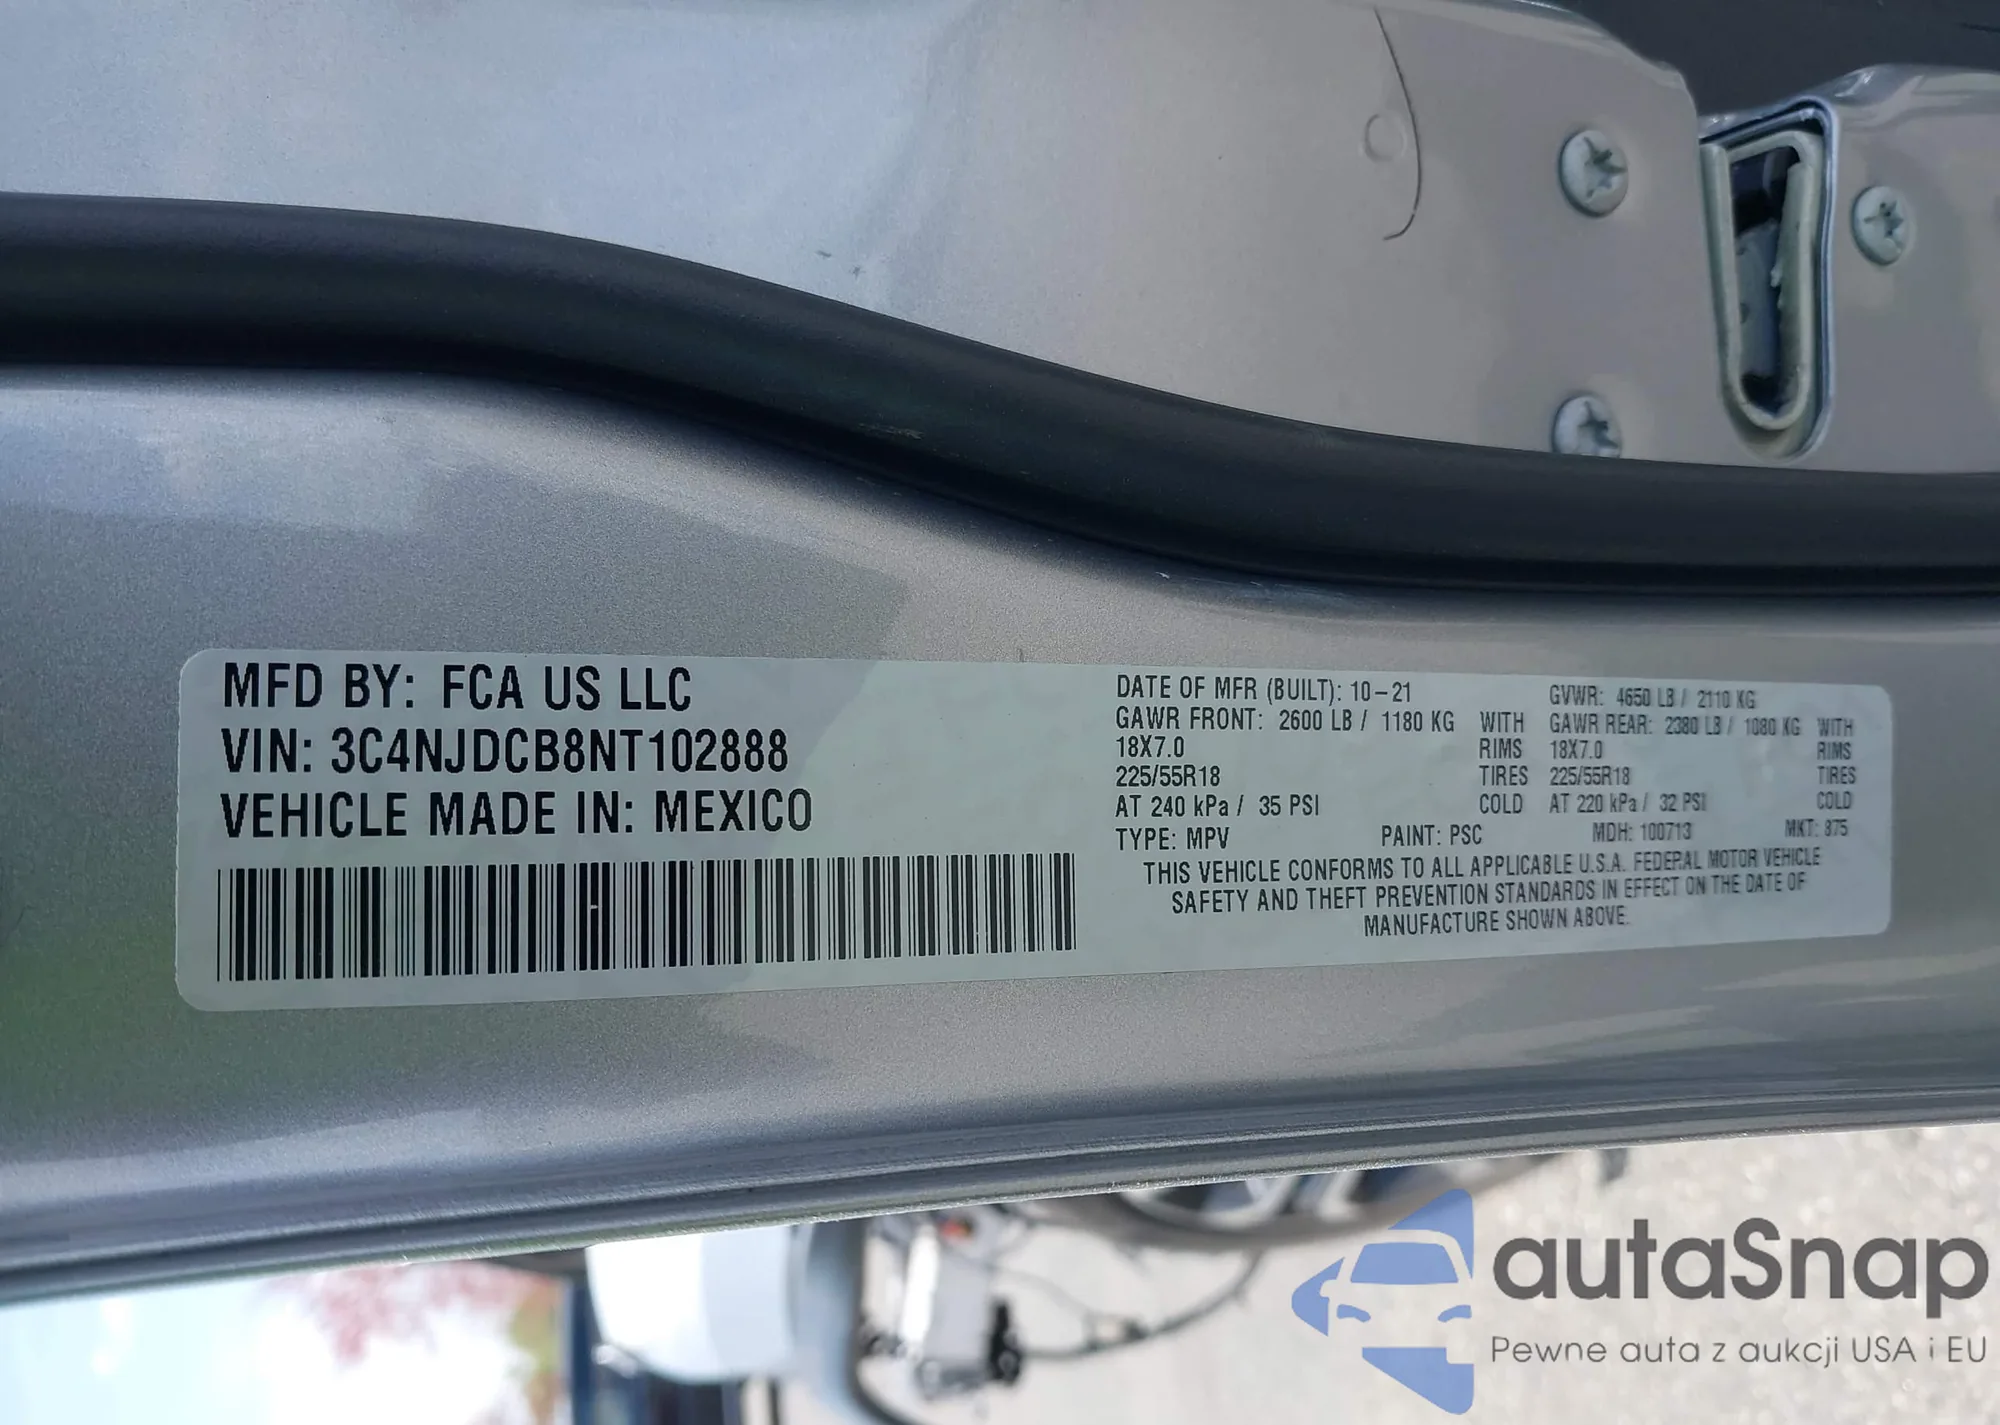 MFD BY: FCA US LLC
VIN: 3C4NJDCB8NT102888
VEHICLE MADE IN: MEXICO
DATE OF MFR (BUILT): 10-21 GVWR: 4650 LB / 2110 KG
GAWR FRONT: 2600 LB / 1180 KG WITH GAWR REAR: 2380 LB / 1080 KG WITH
18X7.0 RIMS 18X7.0 RIMS
225/55R18 TIRES 225/55R18 TIRES
AT 240 kPa / 35 PSI COLD AT 220 kPa / 32 PSI COLD
TYPE: MPV PAINT: PSC MDH: 100713 MKT: 875
THIS VEHICLE CONFORMS TO ALL APPLICABLE U.S.A. FEDERAL MOTOR VEHICLE
SAFETY AND THEFT PREVENTION STANDARDS IN EFFECT ON THE DATE OF
MANUFACTURE SHOWN ABOVE.
autaSnap
Pewne auta z aukcji USA i EU